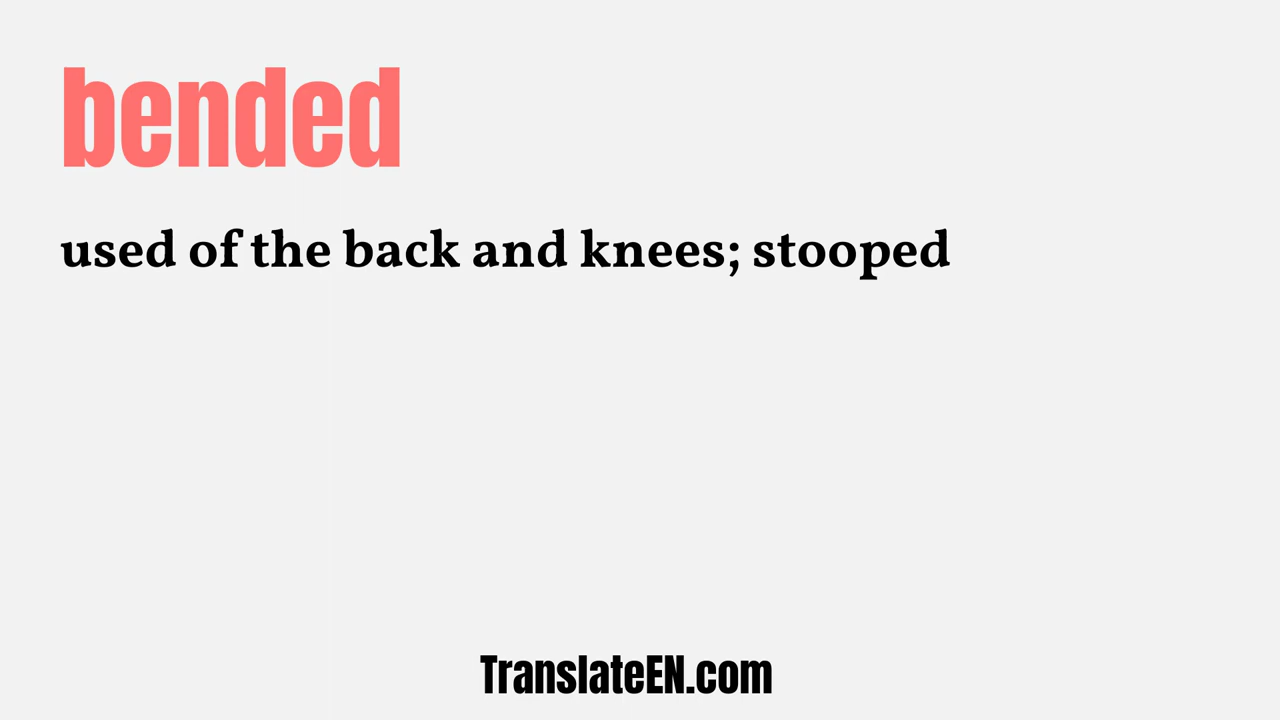 bended
used of the back and knees; stooped
TranslateEN.com